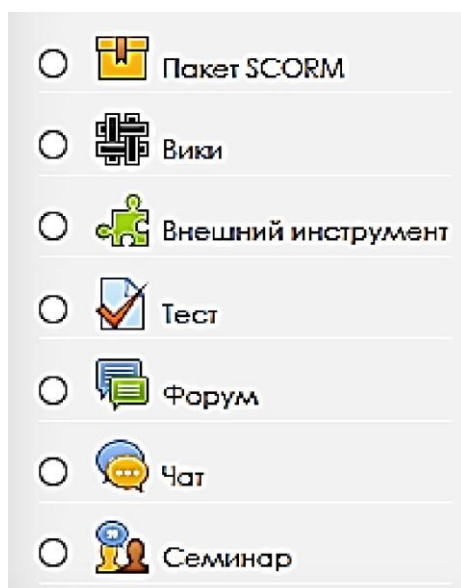 Пакет SCORM
Вики
Внешний инструмент
Тест
Форум
Чат
Семинар